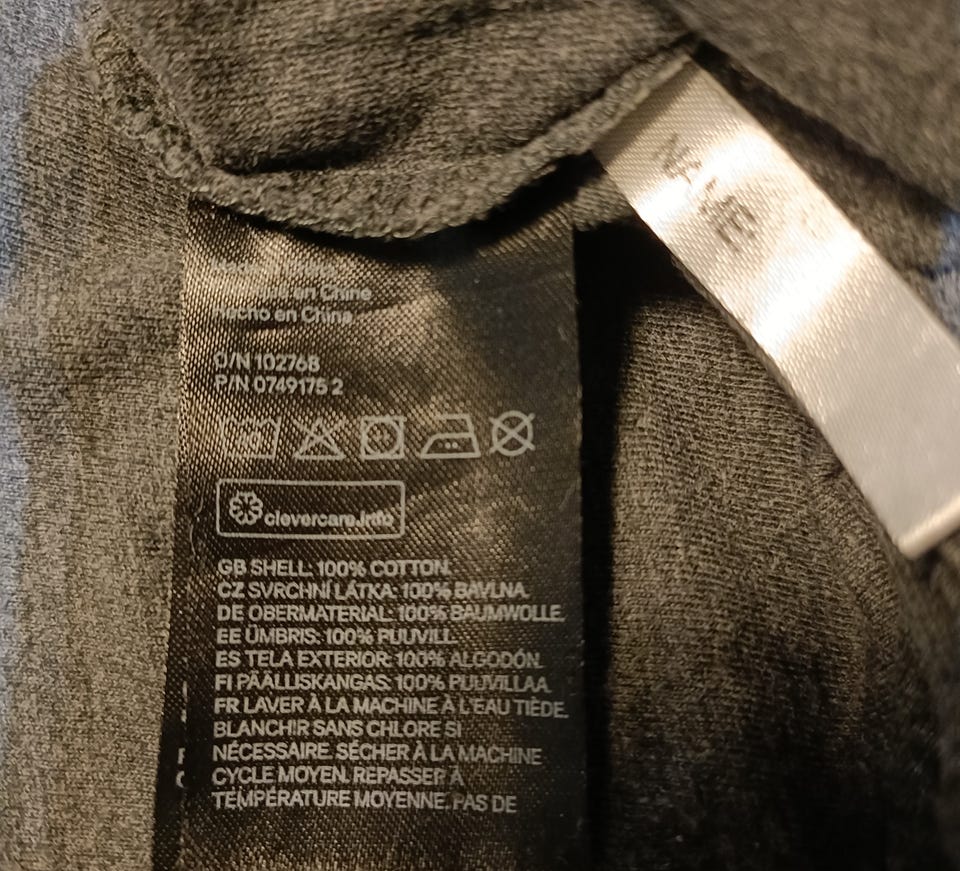 en Chine
Hecho en China
O/N 102768
P/N 0749175 2
clevercare.info
GB SHELL: 100% COTTON.
CZ SVRCHNÍ LÁTKA: 100% BAVLNA.
DE OBERMATERIAL: 100% BAUMWOLLE.
EE ÜMBRIS: 100% PUUVILL.
ES TELA EXTERIOR: 100% ALGODÓN.
FI PÄÄLLISKANGAS: 100% PUUVILLAA.
FR LAVER À LA MACHINE À L'EAU TIÈDE.
BLANCHIR SANS CHLORE SI
NÉCESSAIRE. SÉCHER À LA MACHINE
CYCLE MOYEN. REPASSER À
TEMPÉRATURE MOYENNE. PAS DE
NAME